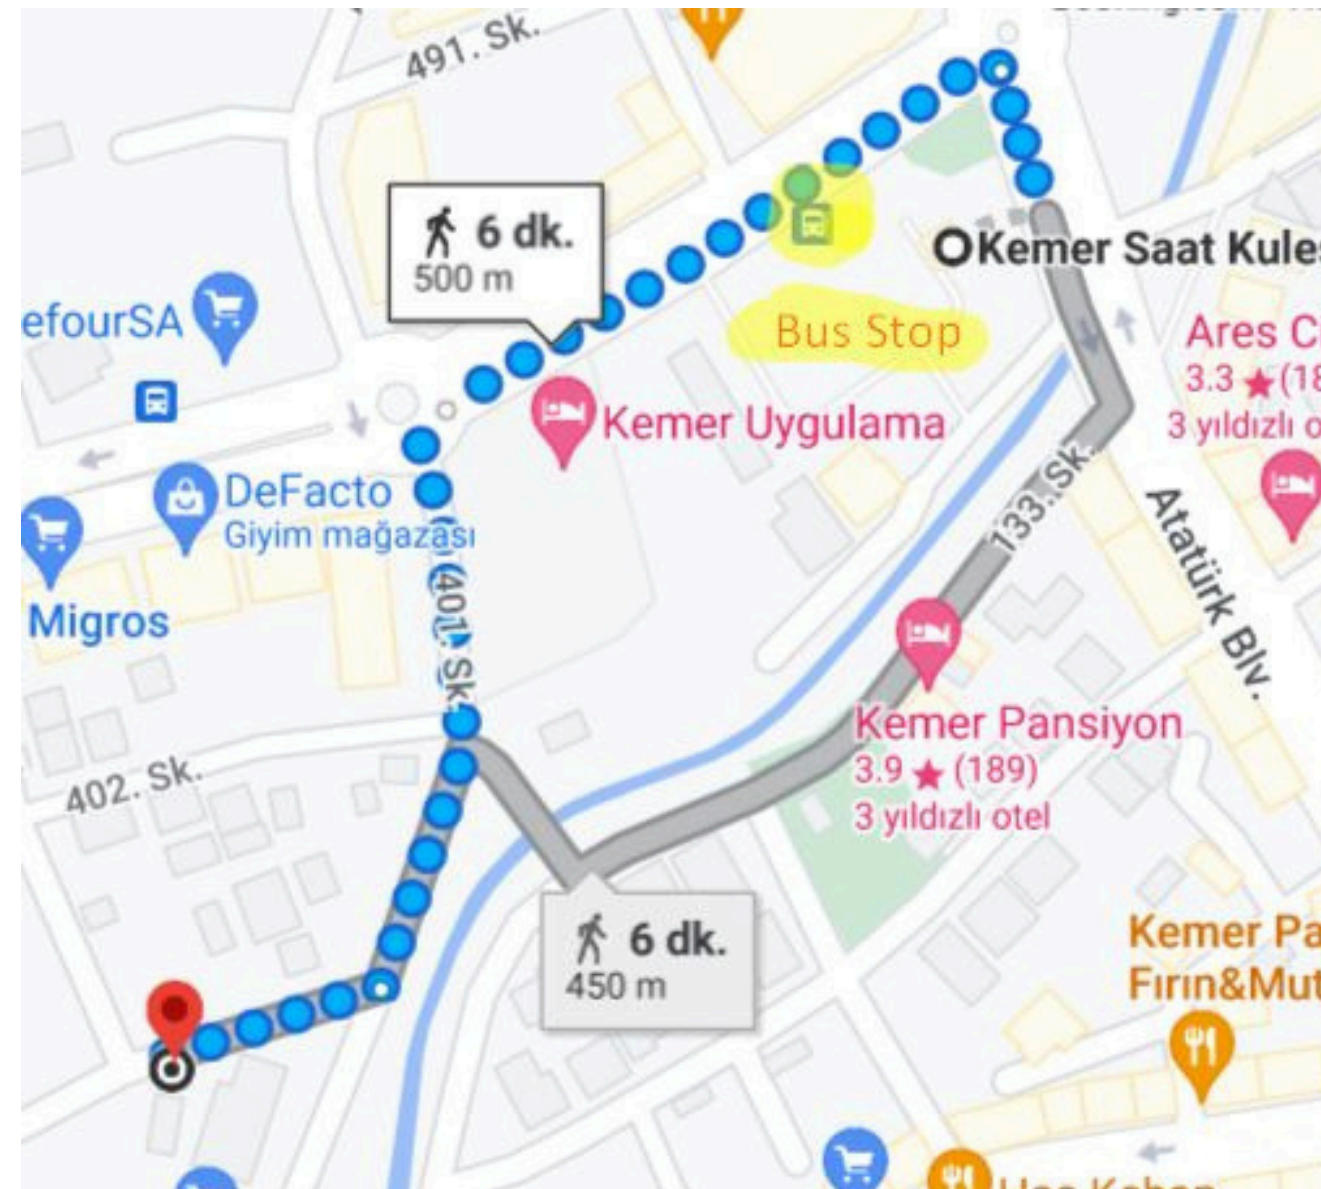 491. Sk.
6 dk.
500 m
Kemer Saat Kules
efourSA
Bus Stop
Ares C
3.3 ★ (18
3 yıldızlı o
Kemer Uygulama
DeFacto
Giyim mağazası
133. Sk.
Atatürk Blv.
401. Sk.
Migros
402. Sk.
Kemer Pansiyon
3.9 ★ (189)
3 yıldızlı otel
6 dk.
450 m
Kemer Pa
Fırın&Mut